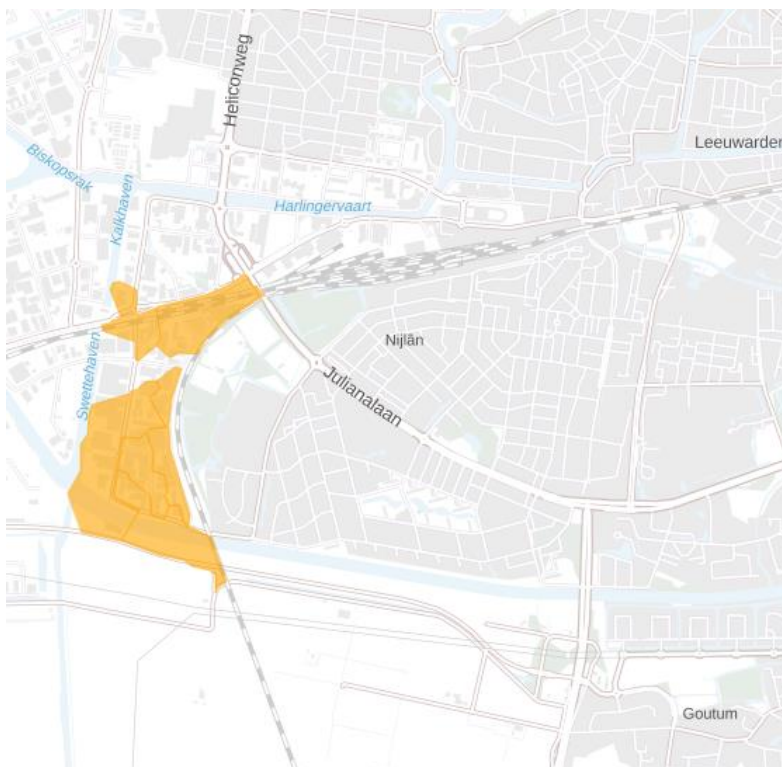 Heliconweg
Leeuwarden
Biskopsrak
Kalkhaven
Harlingervaart
Nijlân
Swettehaven
Julianalaan
Goutum